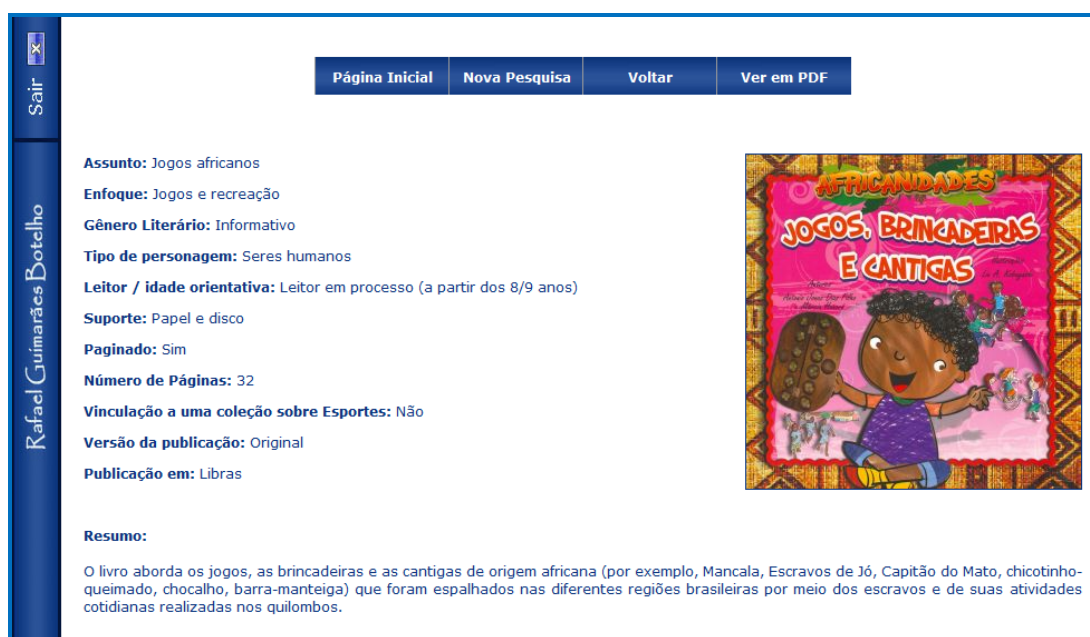 Sair
Rafael Guimarães Botelho
Página Inicial
Nova Pesquisa
Voltar
Ver em PDF
Assunto: Jogos africanos
Enfoque: Jogos e recreação
Gênero Literário: Informativo
Tipo de personagem: Seres humanos
Leitor / idade orientativa: Leitor em processo (a partir dos 8/9 anos)
Suporte: Papel e disco
Paginado: Sim
Número de Páginas: 32
Vinculação a uma coleção sobre Esportes: Não
Versão da publicação: Original
Publicação em: Libras
AFRICANIDADES
JOGOS, BRINCADEIRAS
E CANTIGAS
Resumo:
O livro aborda os jogos, as brincadeiras e as cantigas de origem africana (por exemplo, Mancala, Escravos de Jó, Capitão do Mato, chicotinho-
queimado, chocalho, barra-manteiga) que foram espalhados nas diferentes regiões brasileiras por meio dos escravos e de suas atividades
cotidianas realizadas nos quilombos.